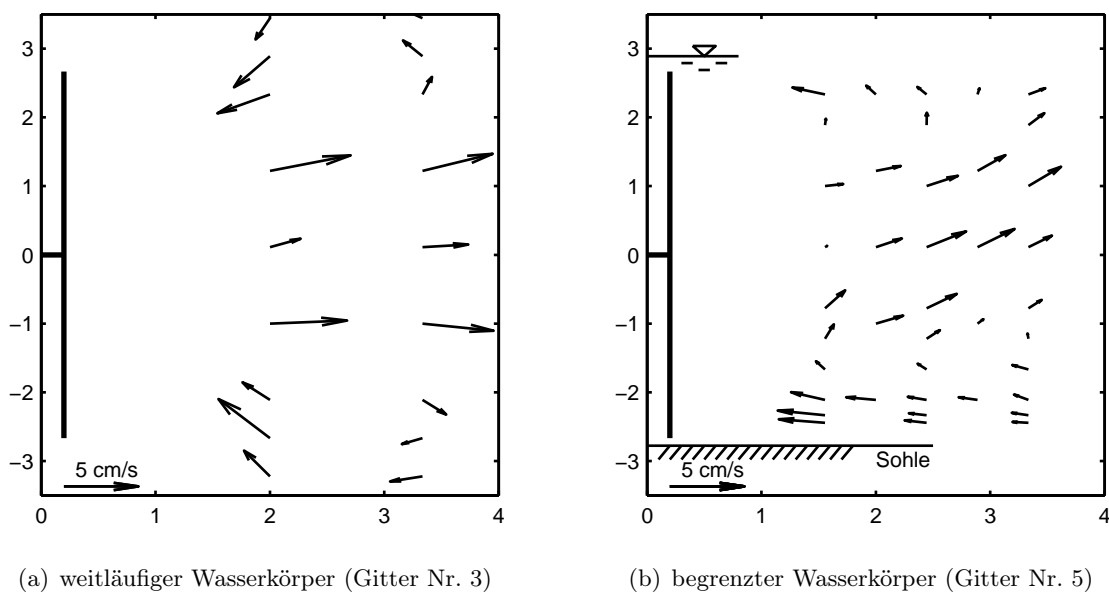 3
2
1
0
−1
−2
−3
0 1 2 3 4
5 cm/s
3
2
1
0
−1
−2
−3
0 1 2 3 4
5 cm/s
Sohle
(a) weitläufiger Wasserkörper (Gitter Nr. 3)
(b) begrenzter Wasserkörper (Gitter Nr. 5)